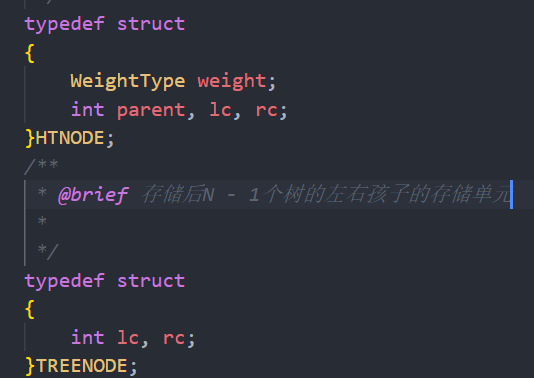 */
typedef struct
{
    WeightType weight;
    int parent, lc, rc;
}HTNODE;
/**
 * @brief 存储后N - 1个树的左右孩子的存储单元
 *
 */
typedef struct
{
    int lc, rc;
}TREENODE;